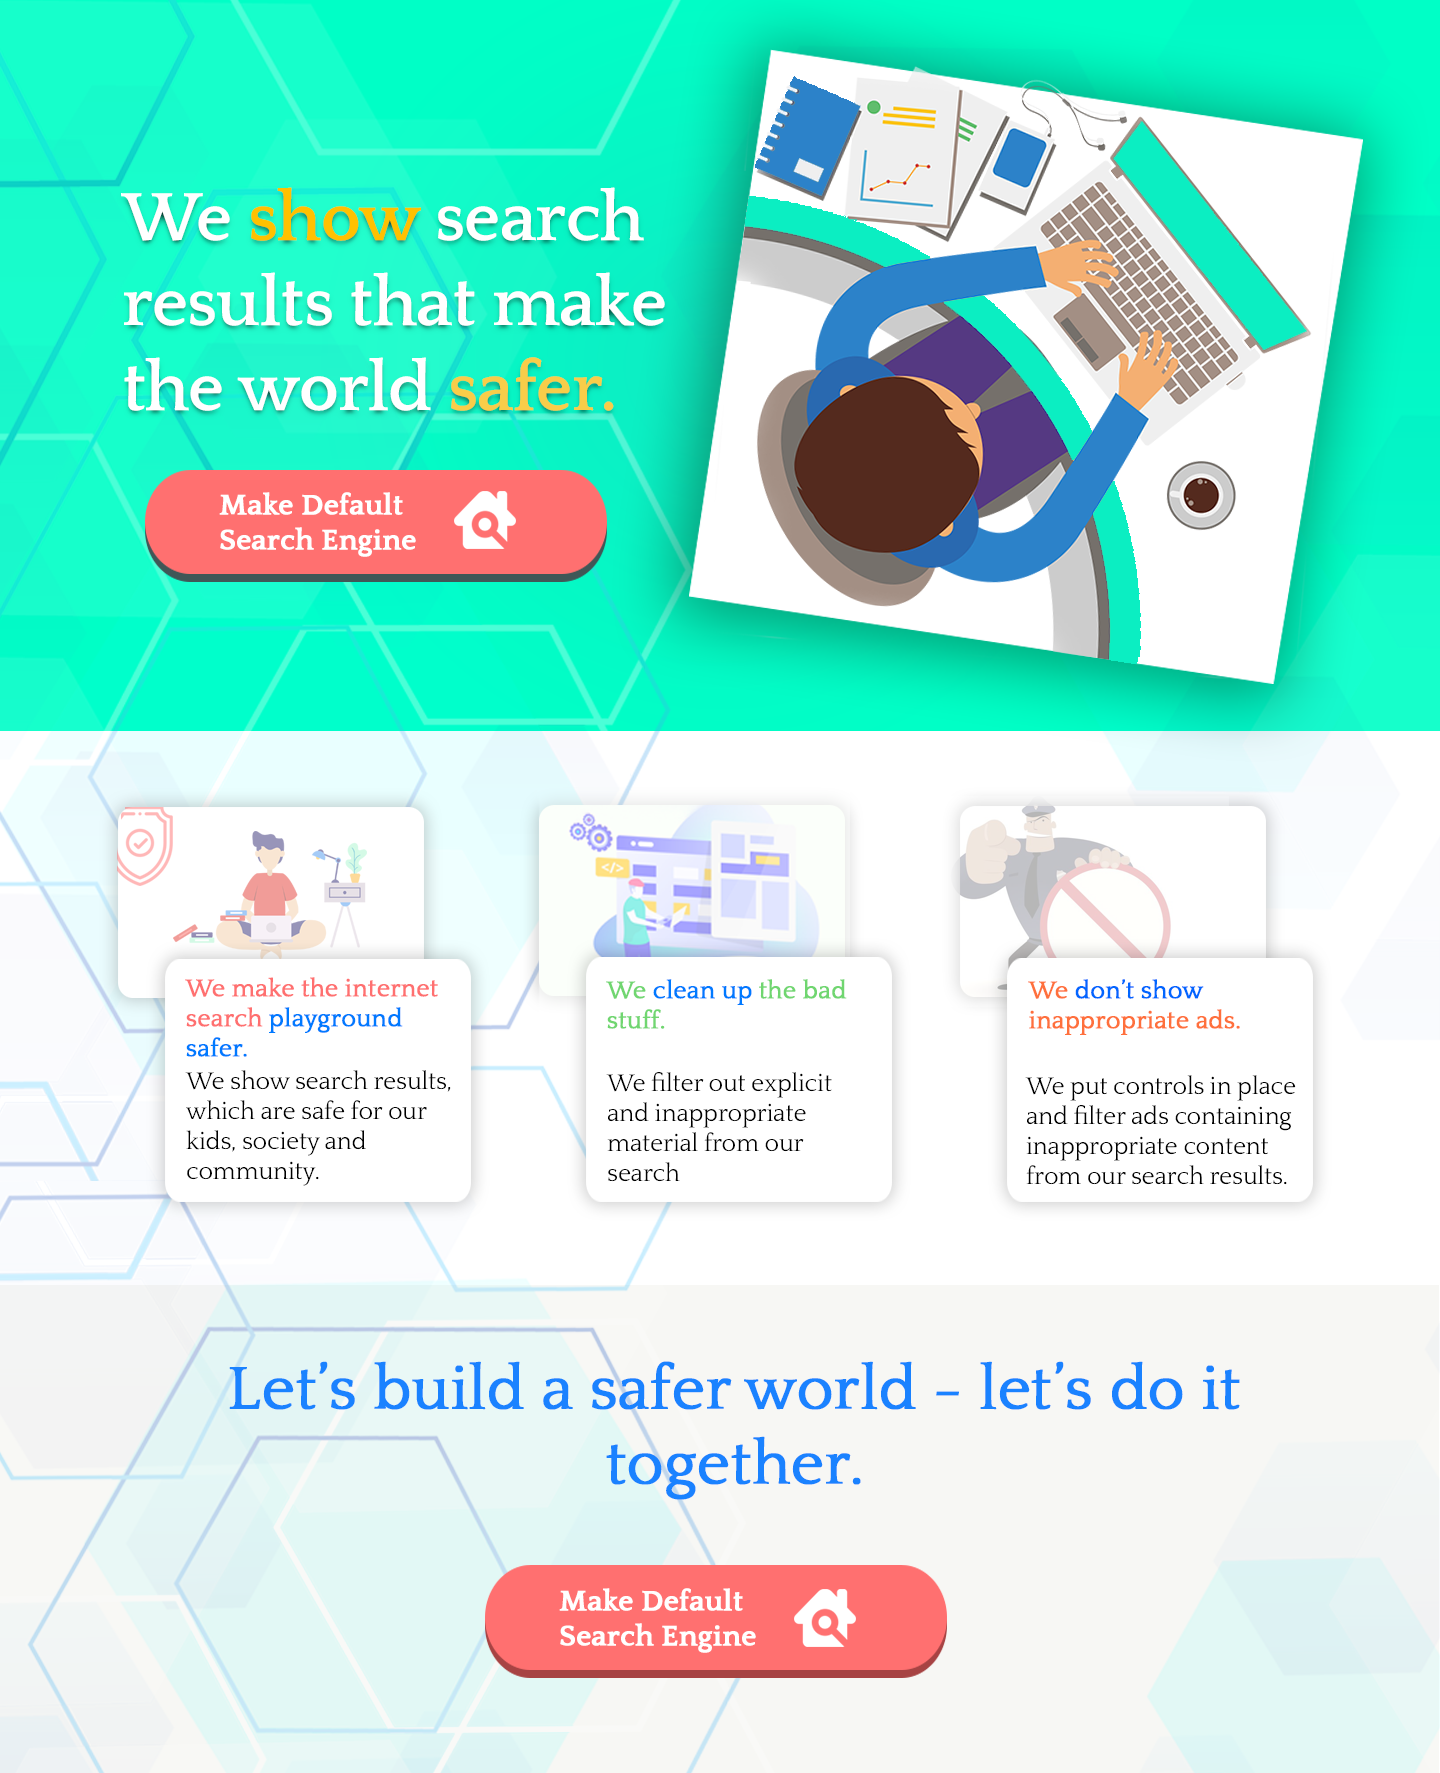 We show search
results that make
the world safer.
Make Default
Search Engine
We make the internet
search playground
safer.
We show search results,
which are safe for our
kids, society and
community.
</>
We clean up the bad
stuff.
We filter out explicit
and inappropriate
material from our
search
We don’t show
inappropriate ads.
We put controls in place
and filter ads containing
inappropriate content
from our search results.
Let’s build a safer world – let’s do it
together.
Make Default
Search Engine